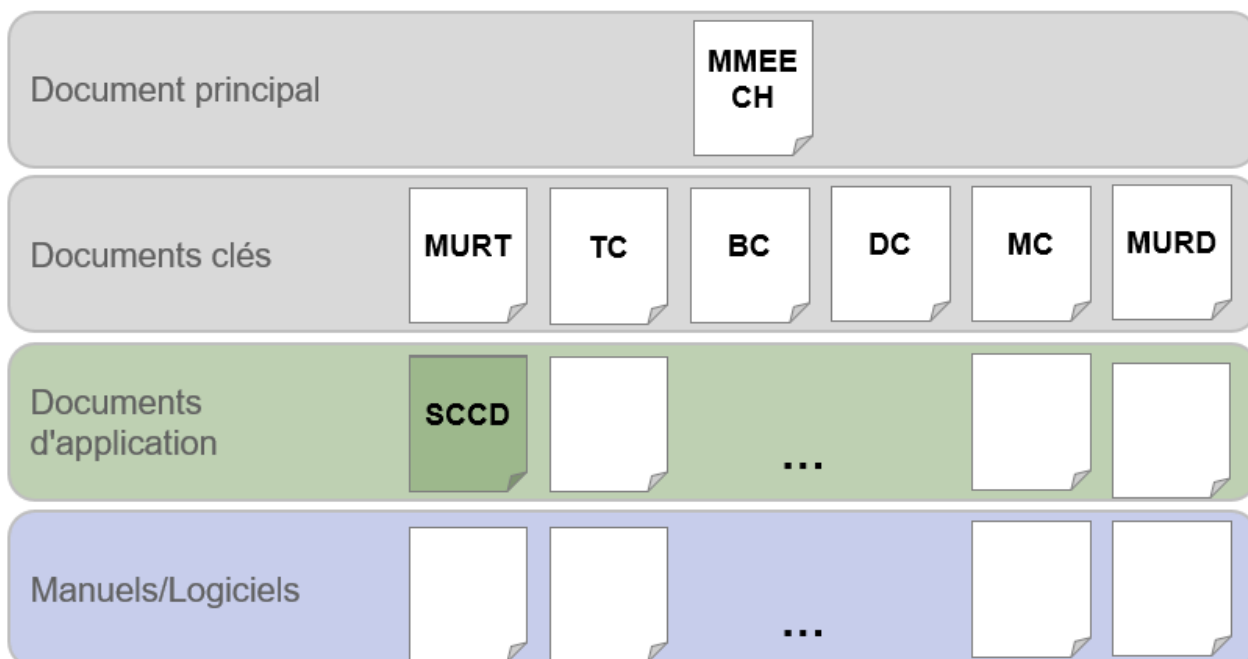 Document principal
MMEE
CH
Documents clés
MURT
TC
BC
DC
MC
MURD
Documents
d'application
SCCD
...
Manuels/Logiciels
...